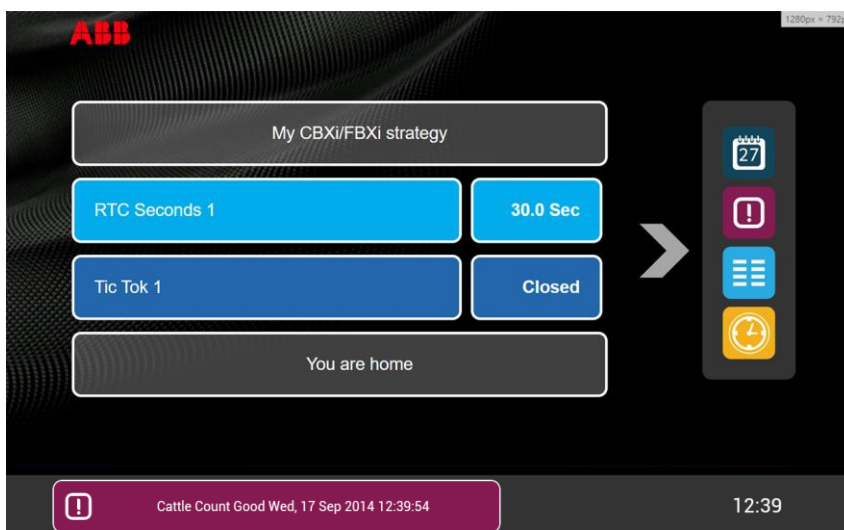 1280px × 792p
ABB
My CBXi/FBXi strategy
27
RTC Seconds 1
30.0 Sec
Tic Tok 1
Closed
You are home
Cattle Count Good Wed, 17 Sep 2014 12:39:54
12:39